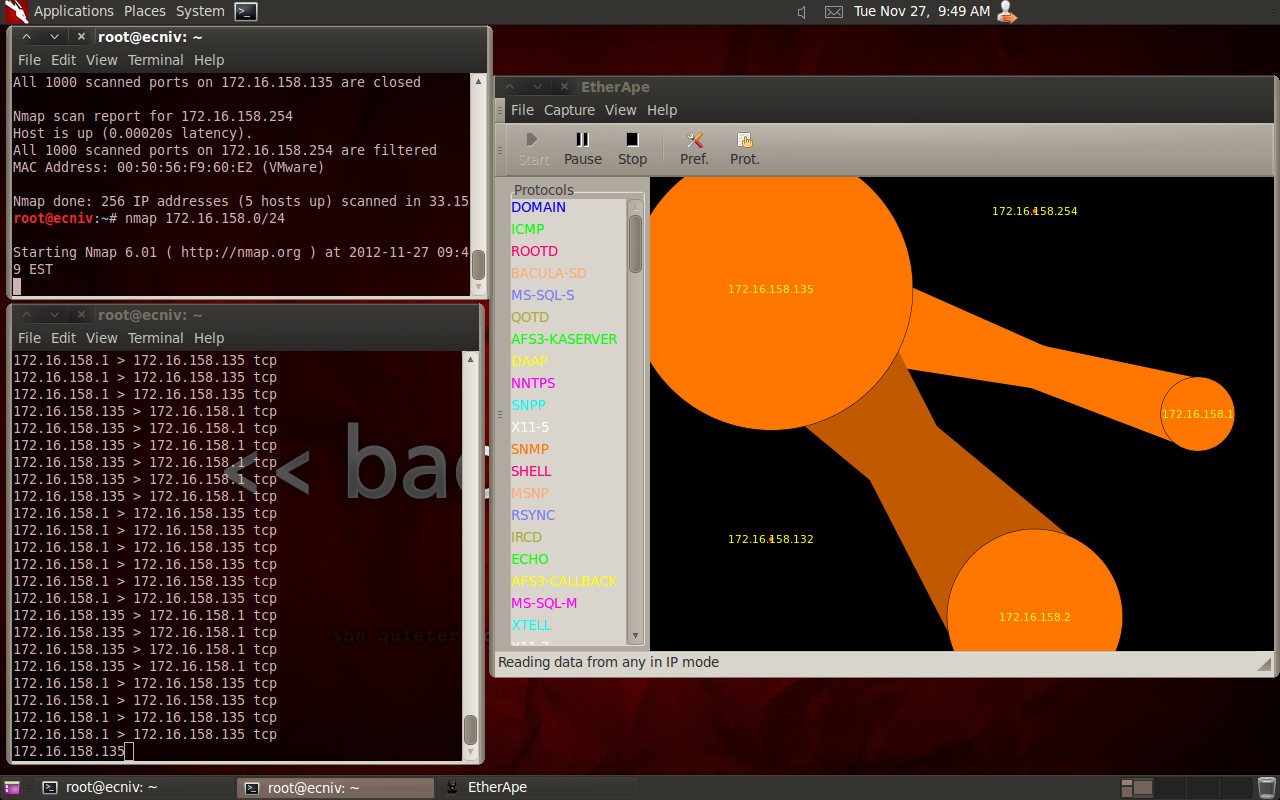 Applications Places System
Tue Nov 27, 9:49 AM
root@ecniv: ~
File Edit View Terminal Help
All 1000 scanned ports on 172.16.158.135 are closed
Nmap scan report for 172.16.158.254
Host is up (0.00020s latency).
All 1000 scanned ports on 172.16.158.254 are filtered
MAC Address: 00:50:56:F9:60:E2 (VMware)
Nmap done: 256 IP addresses (5 hosts up) scanned in 33.15
root@ecniv:~# nmap 172.16.158.0/24
Starting Nmap 6.01 ( http://nmap.org ) at 2012-11-27 09:4
9 EST
root@ecniv: ~
File Edit View Terminal Help
172.16.158.1 > 172.16.158.135 tcp
172.16.158.1 > 172.16.158.135 tcp
172.16.158.1 > 172.16.158.135 tcp
172.16.158.135 > 172.16.158.1 tcp
172.16.158.135 > 172.16.158.1 tcp
172.16.158.135 > 172.16.158.1 tcp
172.16.158.135 > 172.16.158.1 tcp
172.16.158.135 > 172.16.158.1 tcp
172.16.158.135 > 172.16.158.1 tcp
172.16.158.1 > 172.16.158.135 tcp
172.16.158.1 > 172.16.158.135 tcp
172.16.158.1 > 172.16.158.135 tcp
172.16.158.1 > 172.16.158.135 tcp
172.16.158.1 > 172.16.158.135 tcp
172.16.158.1 > 172.16.158.135 tcp
172.16.158.135 > 172.16.158.1 tcp
172.16.158.135 > 172.16.158.1 tcp
172.16.158.135 > 172.16.158.1 tcp
172.16.158.135 > 172.16.158.1 tcp
172.16.158.1 > 172.16.158.135 tcp
172.16.158.1 > 172.16.158.135 tcp
172.16.158.1 > 172.16.158.135 tcp
172.16.158.1 > 172.16.158.135 tcp
172.16.158.135
<< bac
the quieter
EtherApe
File Capture View Help
Start Pause Stop Pref. Prot.
Protocols
DOMAIN
ICMP
ROOTD
BACULA-SD
MS-SQL-S
QOTD
AFS3-KASERVER
DAAP
NNTPS
SNPP
X11-5
SNMP
SHELL
MSNP
RSYNC
IRCD
ECHO
AFS3-CALLBACK
MS-SQL-M
XTELL
172.16.158.254
172.16.158.135
172.16.158.1
172.16.158.132
172.16.158.2
Reading data from any in IP mode
root@ecniv: ~
root@ecniv: ~
EtherApe